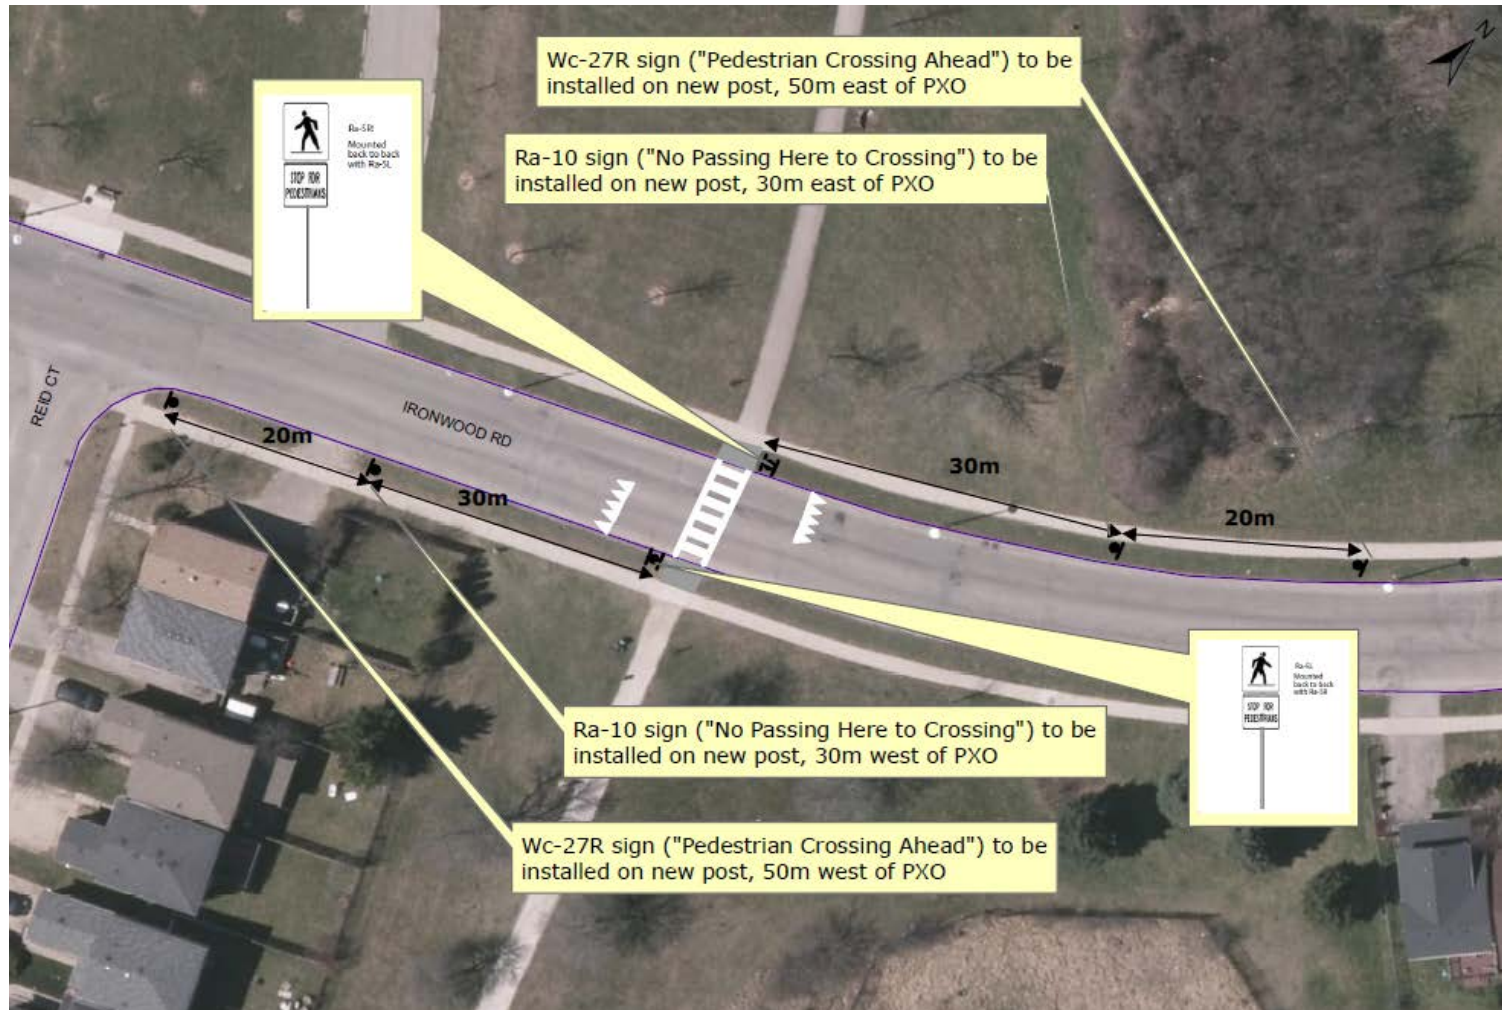 Wc-27R sign ("Pedestrian Crossing Ahead") to be
installed on new post, 50m east of PXO
N
Ra-5R
Mounted
back to back
with Ra-5L
STOP FOR
PEDESTRIANS
Ra-10 sign ("No Passing Here to Crossing") to be
installed on new post, 30m east of PXO
REID CT
IRONWOOD RD
20m
30m
30m
20m
Ra-5L
Mounted
back to back
with Ra-5R
STOP FOR
PEDESTRIANS
Ra-10 sign ("No Passing Here to Crossing") to be
installed on new post, 30m west of PXO
Wc-27R sign ("Pedestrian Crossing Ahead") to be
installed on new post, 50m west of PXO